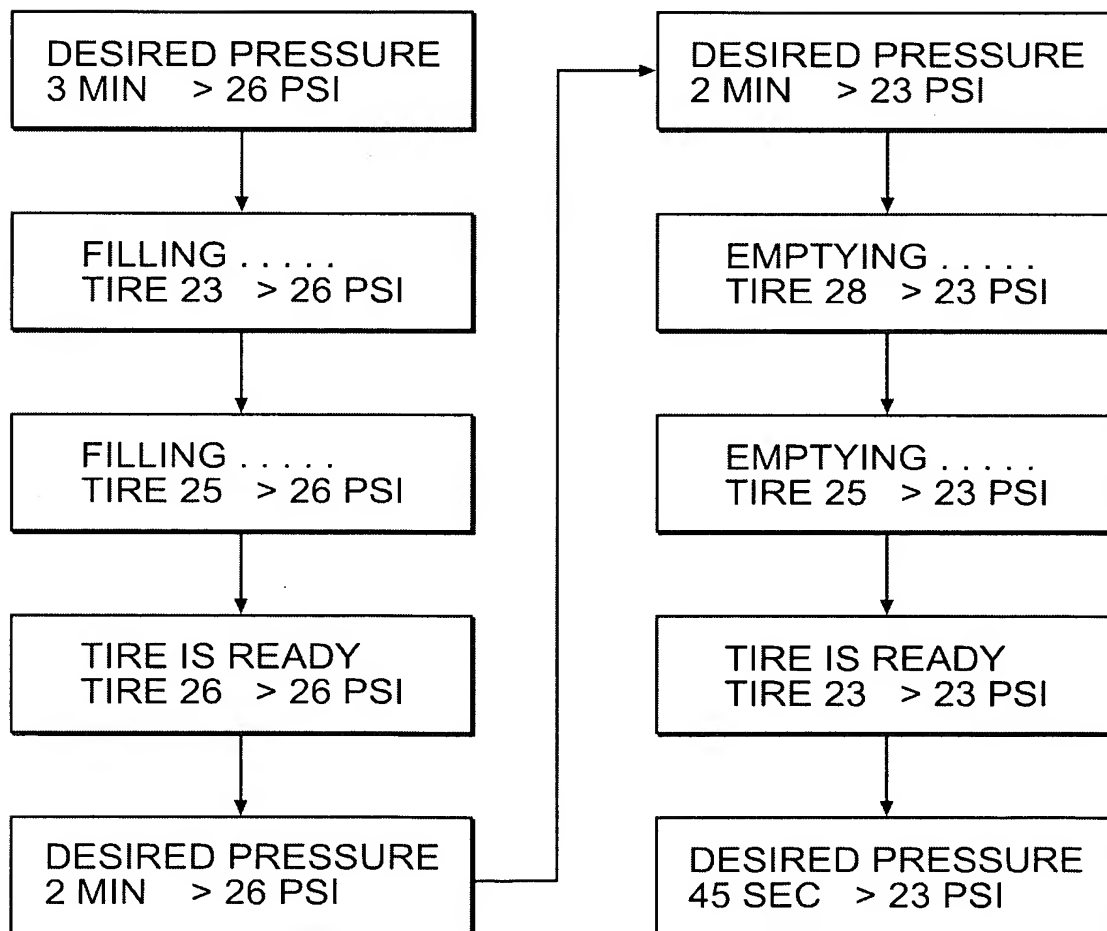 DESIRED PRESSURE
3 MIN > 26 PSI
FILLING . . . . .
TIRE 23 > 26 PSI
FILLING . . . . .
TIRE 25 > 26 PSI
TIRE IS READY
TIRE 26 > 26 PSI
DESIRED PRESSURE
2 MIN > 26 PSI
DESIRED PRESSURE
2 MIN > 23 PSI
EMPTYING . . . . .
TIRE 28 > 23 PSI
EMPTYING . . . . .
TIRE 25 > 23 PSI
TIRE IS READY
TIRE 23 > 23 PSI
DESIRED PRESSURE
45 SEC > 23 PSI